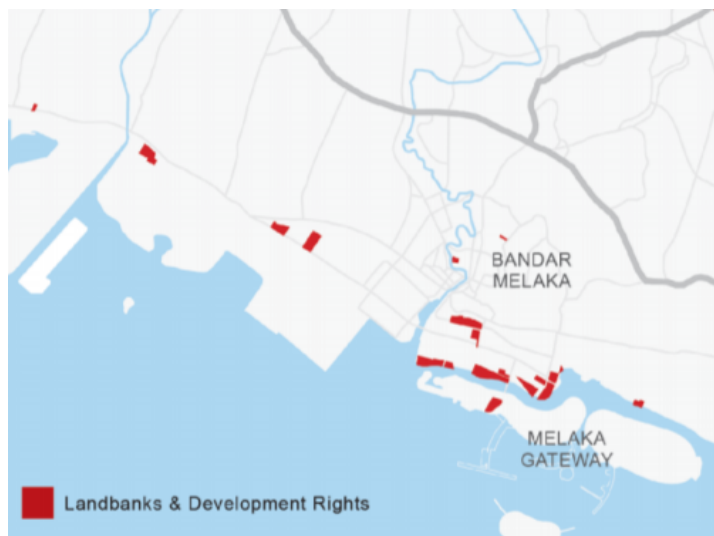 BANDAR
MELAKA
MELAKA
GATEWAY
Landbanks & Development Rights